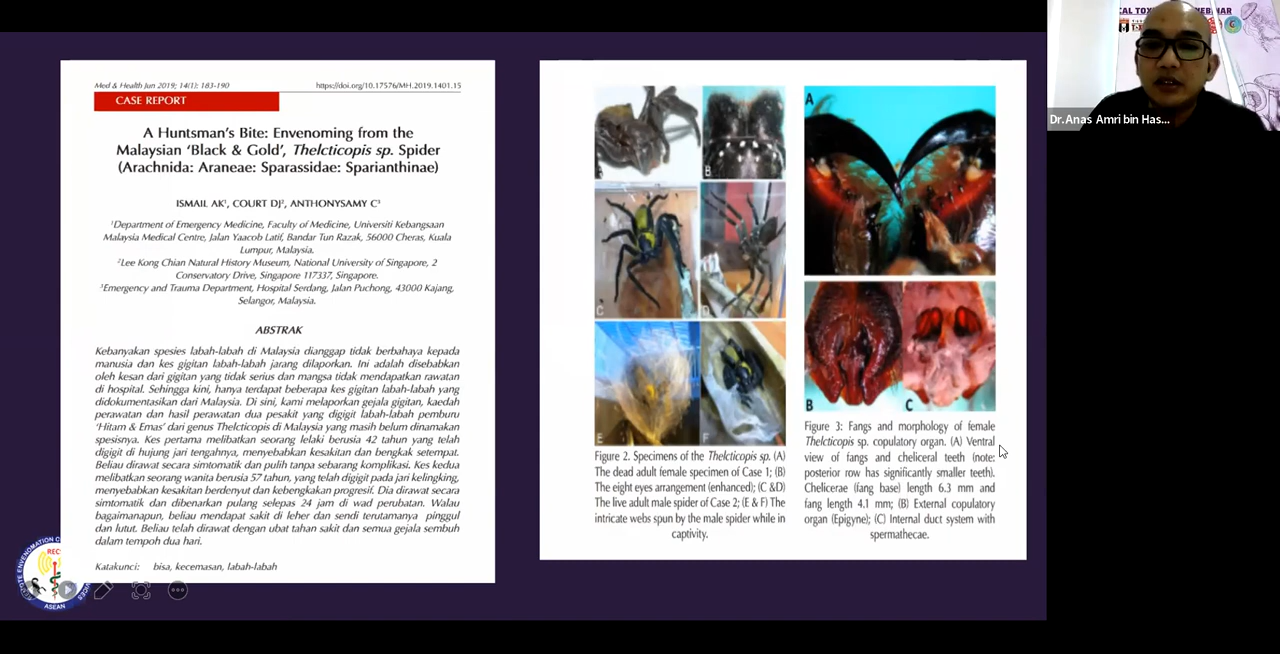 CAL TOX
WEBINAR
Dr.Anas Amri bin Has...
Med & Health Jun 2019; 14(1): 183-190
https://doi.org/10.17576/MH.2019.1401.15
CASE REPORT
A Huntsman's Bite: Envenoming from the
Malaysian 'Black & Gold', Thelcticopis sp. Spider
(Arachnida: Araneae: Sparassidae: Sparianthinae)
ISMAIL AK¹, COURT DJ², ANTHONYSAMY C³
¹Department of Emergency Medicine, Faculty of Medicine, Universiti Kebangsaan
Malaysia Medical Centre, Jalan Yaacob Latif, Bandar Tun Razak, 56000 Cheras, Kuala
Lumpur, Malaysia.
²Lee Kong Chian Natural History Museum, National University of Singapore, 2
Conservatory Drive, Singapore 117337, Singapore.
³Emergency and Trauma Department, Hospital Serdang, Jalan Puchong, 43000 Kajang,
Selangor, Malaysia.
ABSTRAK
Kebanyakan spesies labah-labah di Malaysia dianggap tidak berbahaya kepada
manusia dan kes gigitan labah-labah jarang dilaporkan. Ini adalah disebabkan
oleh kesan dari gigitan yang tidak serius dan mangsa tidak mendapatkan rawatan
di hospital. Sehingga kini, hanya terdapat beberapa kes gigitan labah-labah yang
didokumentasikan dari Malaysia. Di sini, kami melaporkan gejala gigitan, kaedah
perawatan dan hasil perawatan dua pesakit yang digigit labah-labah pemburu
'Hitam & Emas' dari genus Thelcticopis di Malaysia yang masih belum dinamakan
spesisnya. Kes pertama melibatkan seorang lelaki berusia 42 tahun yang telah
digigit di hujung jari tengahnya, menyebabkan kesakitan dan bengkak setempat.
Beliau dirawat secara simtomatik dan pulih tanpa sebarang komplikasi. Kes kedua
melibatkan seorang wanita berusia 57 tahun, yang telah digigit pada jari kelingking,
menyebabkan kesakitan berdenyut dan kebengkakan progresif. Dia dirawat secara
simtomatik dan dibenarkan pulang selepas 24 jam di wad perubatan. Walau
bagaimanapun, beliau mendapat sakit di leher dan sendi terutamanya pinggul
dan lutut. Beliau telah dirawat dengan ubat tahan sakit dan semua gejala sembuh
dalam tempoh dua hari.
Katakunci: bisa, kecemasan, labah-labah
ASEAN
B
C
D
E
F
Figure 2. Specimens of the Thelcticopis sp. (A)
The dead adult female specimen of Case 1; (B)
The eight eyes arrangement (enhanced); (C &D)
The live adult male spider of Case 2; (E & F) The
intricate webs spun by the male spider while in
captivity.
A
B
C
Figure 3: Fangs and morphology of female
Thelcticopis sp. copulatory organ. (A) Ventral
view of fangs and cheliceral teeth (note:
posterior row has significantly smaller teeth).
Chelicerae (fang base) length 6.3 mm and
fang length 4.1 mm; (B) External copulatory
organ (Epigyne); (C) Internal duct system with
spermathecae.